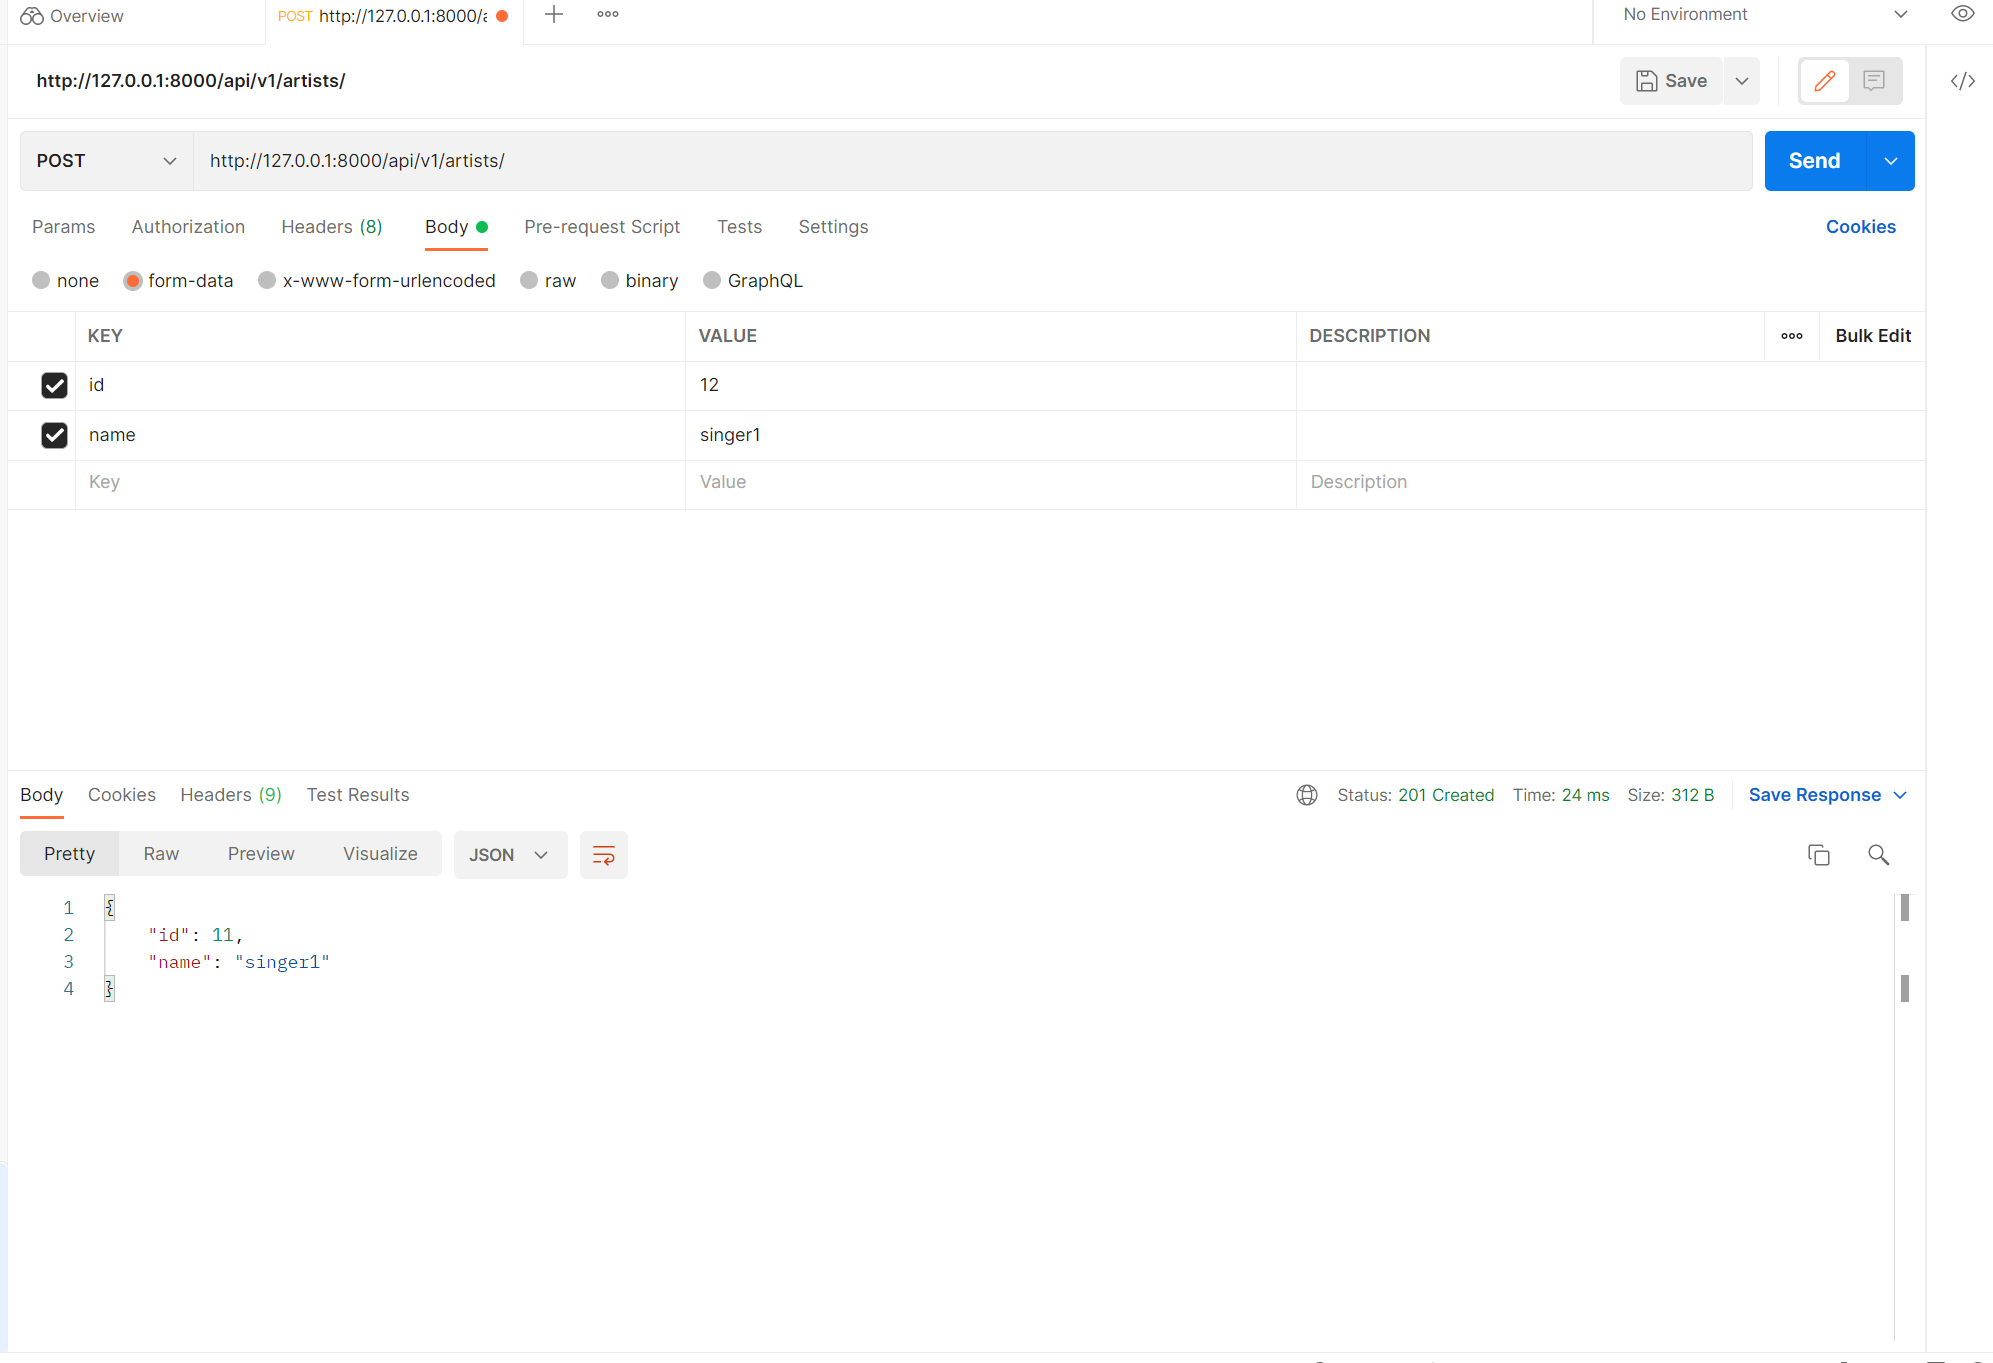 Overview POST http://127.0.0.1:8000/a No Environment
http://127.0.0.1:8000/api/v1/artists/ Save
POST http://127.0.0.1:8000/api/v1/artists/ Send
Params Authorization Headers (8) Body Pre-request Script Tests Settings Cookies
none form-data x-www-form-urlencoded raw binary GraphQL
KEY VALUE DESCRIPTION Bulk Edit
id 12
name singer1
Key Value Description
Body Cookies Headers (9) Test Results Status: 201 Created Time: 24 ms Size: 312 B Save Response
Pretty Raw Preview Visualize JSON
1 {
2 "id": 11,
3 "name": "singer1"
4 }